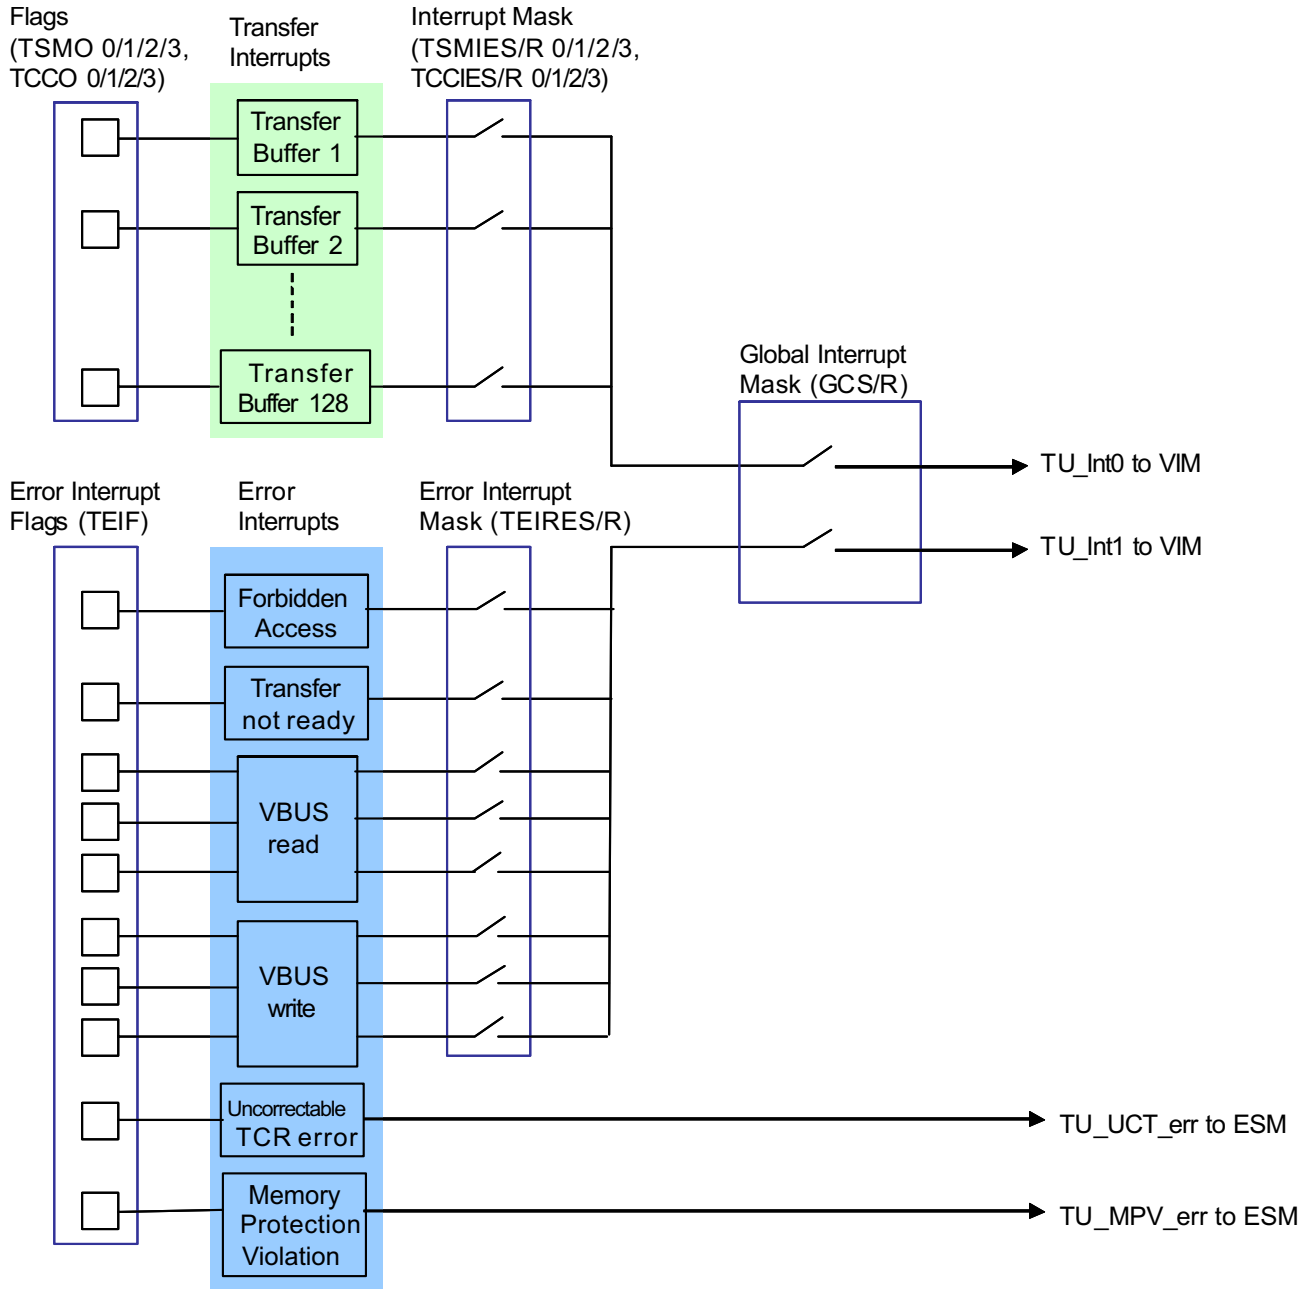 Flags
(TSMO 0/1/2/3,
TCCO 0/1/2/3)
Transfer
Interrupts
Interrupt Mask
(TSMIES/R 0/1/2/3,
TCCIES/R 0/1/2/3)
Transfer
Buffer 1
Transfer
Buffer 2
Transfer
Buffer 128
Global Interrupt
Mask (GCS/R)
TU_Int0 to VIM
TU_Int1 to VIM
Error Interrupt
Flags (TEIF)
Error
Interrupts
Error Interrupt
Mask (TEIRES/R)
Forbidden
Access
Transfer
not ready
VBUS
read
VBUS
write
Uncorrectable
TCR error
TU_UCT_err to ESM
Memory
Protection
Violation
TU_MPV_err to ESM